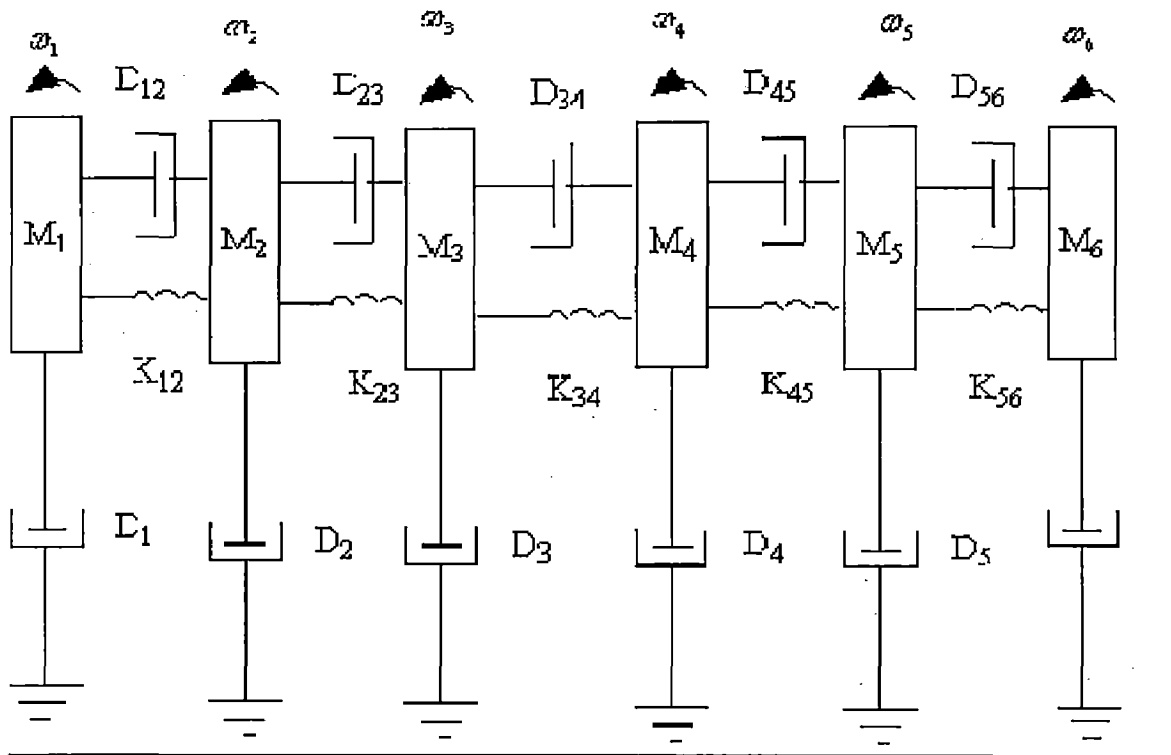 ω₁ ω₂ ω₃ ω₄ ω₅ ω₆
D₁₂ D₂₃ D₃₄ D₄₅ D₅₆
M₁ M₂ M₃ M₄ M₅ M₆
K₁₂ K₂₃ K₃₄ K₄₅ K₅₆
D₁ D₂ D₃ D₄ D₅